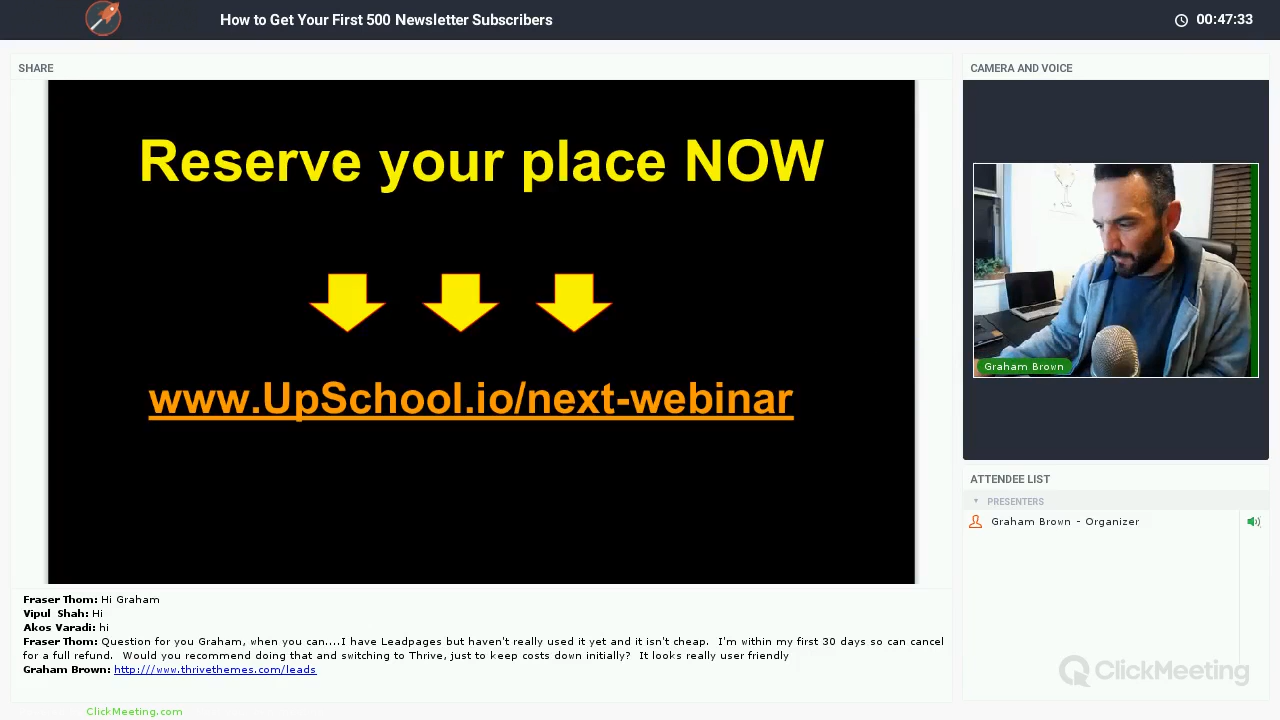 How to Get Your First 500 Newsletter Subscribers
00:47:33
SHARE
CAMERA AND VOICE
Reserve your place NOW
www.UpSchool.io/next-webinar
Graham Brown
ATTENDEE LIST
PRESENTERS
Graham Brown - Organizer
Fraser Thom: Hi Graham
Vipul Shah: Hi
Akos Varadi: hi
Fraser Thom: Question for you Graham, when you can....I have Leadpages but haven't really used it yet and it isn't cheap. I'm within my first 30 days so can cancel
for a full refund. Would you recommend doing that and switching to Thrive, just to keep costs down initially? It looks really user friendly
Graham Brown: http:///www.thrivethemes.com/leads
ClickMeeting
ClickMeeting.com